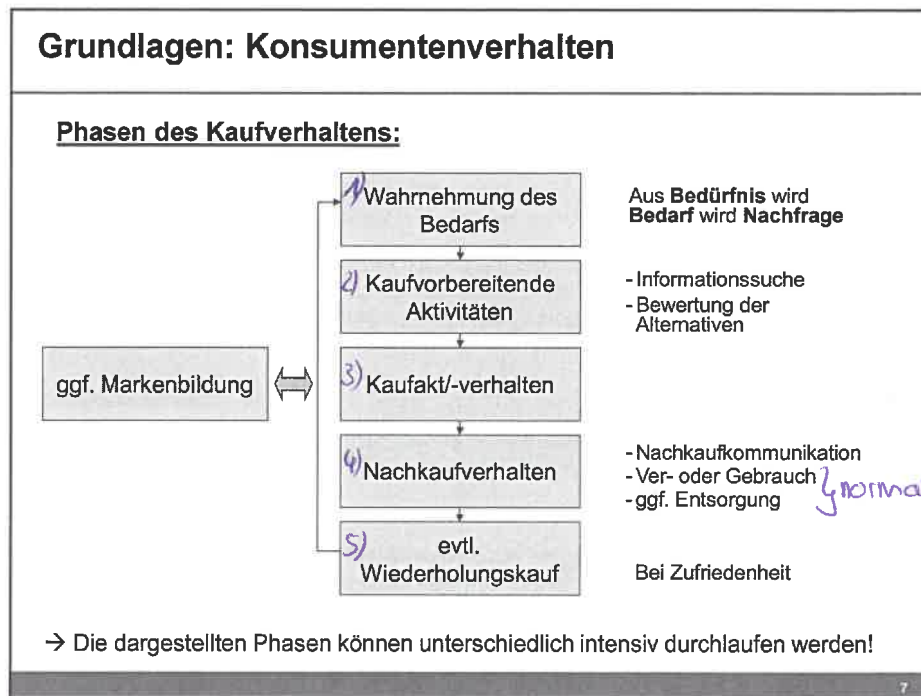 Grundlagen: Konsumentenverhalten
Phasen des Kaufverhaltens:
1) Wahrnehmung des
Bedarfs
Aus Bedürfnis wird
Bedarf wird Nachfrage
2) Kaufvorbereitende
Aktivitäten
- Informationssuche
- Bewertung der
Alternativen
ggf. Markenbildung
3) Kaufakt/-verhalten
4) Nachkaufverhalten
- Nachkaufkommunikation
- Ver- oder Gebrauch
- ggf. Entsorgung
norma
5) evtl.
Wiederholungskauf
Bei Zufriedenheit
→ Die dargestellten Phasen können unterschiedlich intensiv durchlaufen werden!
7